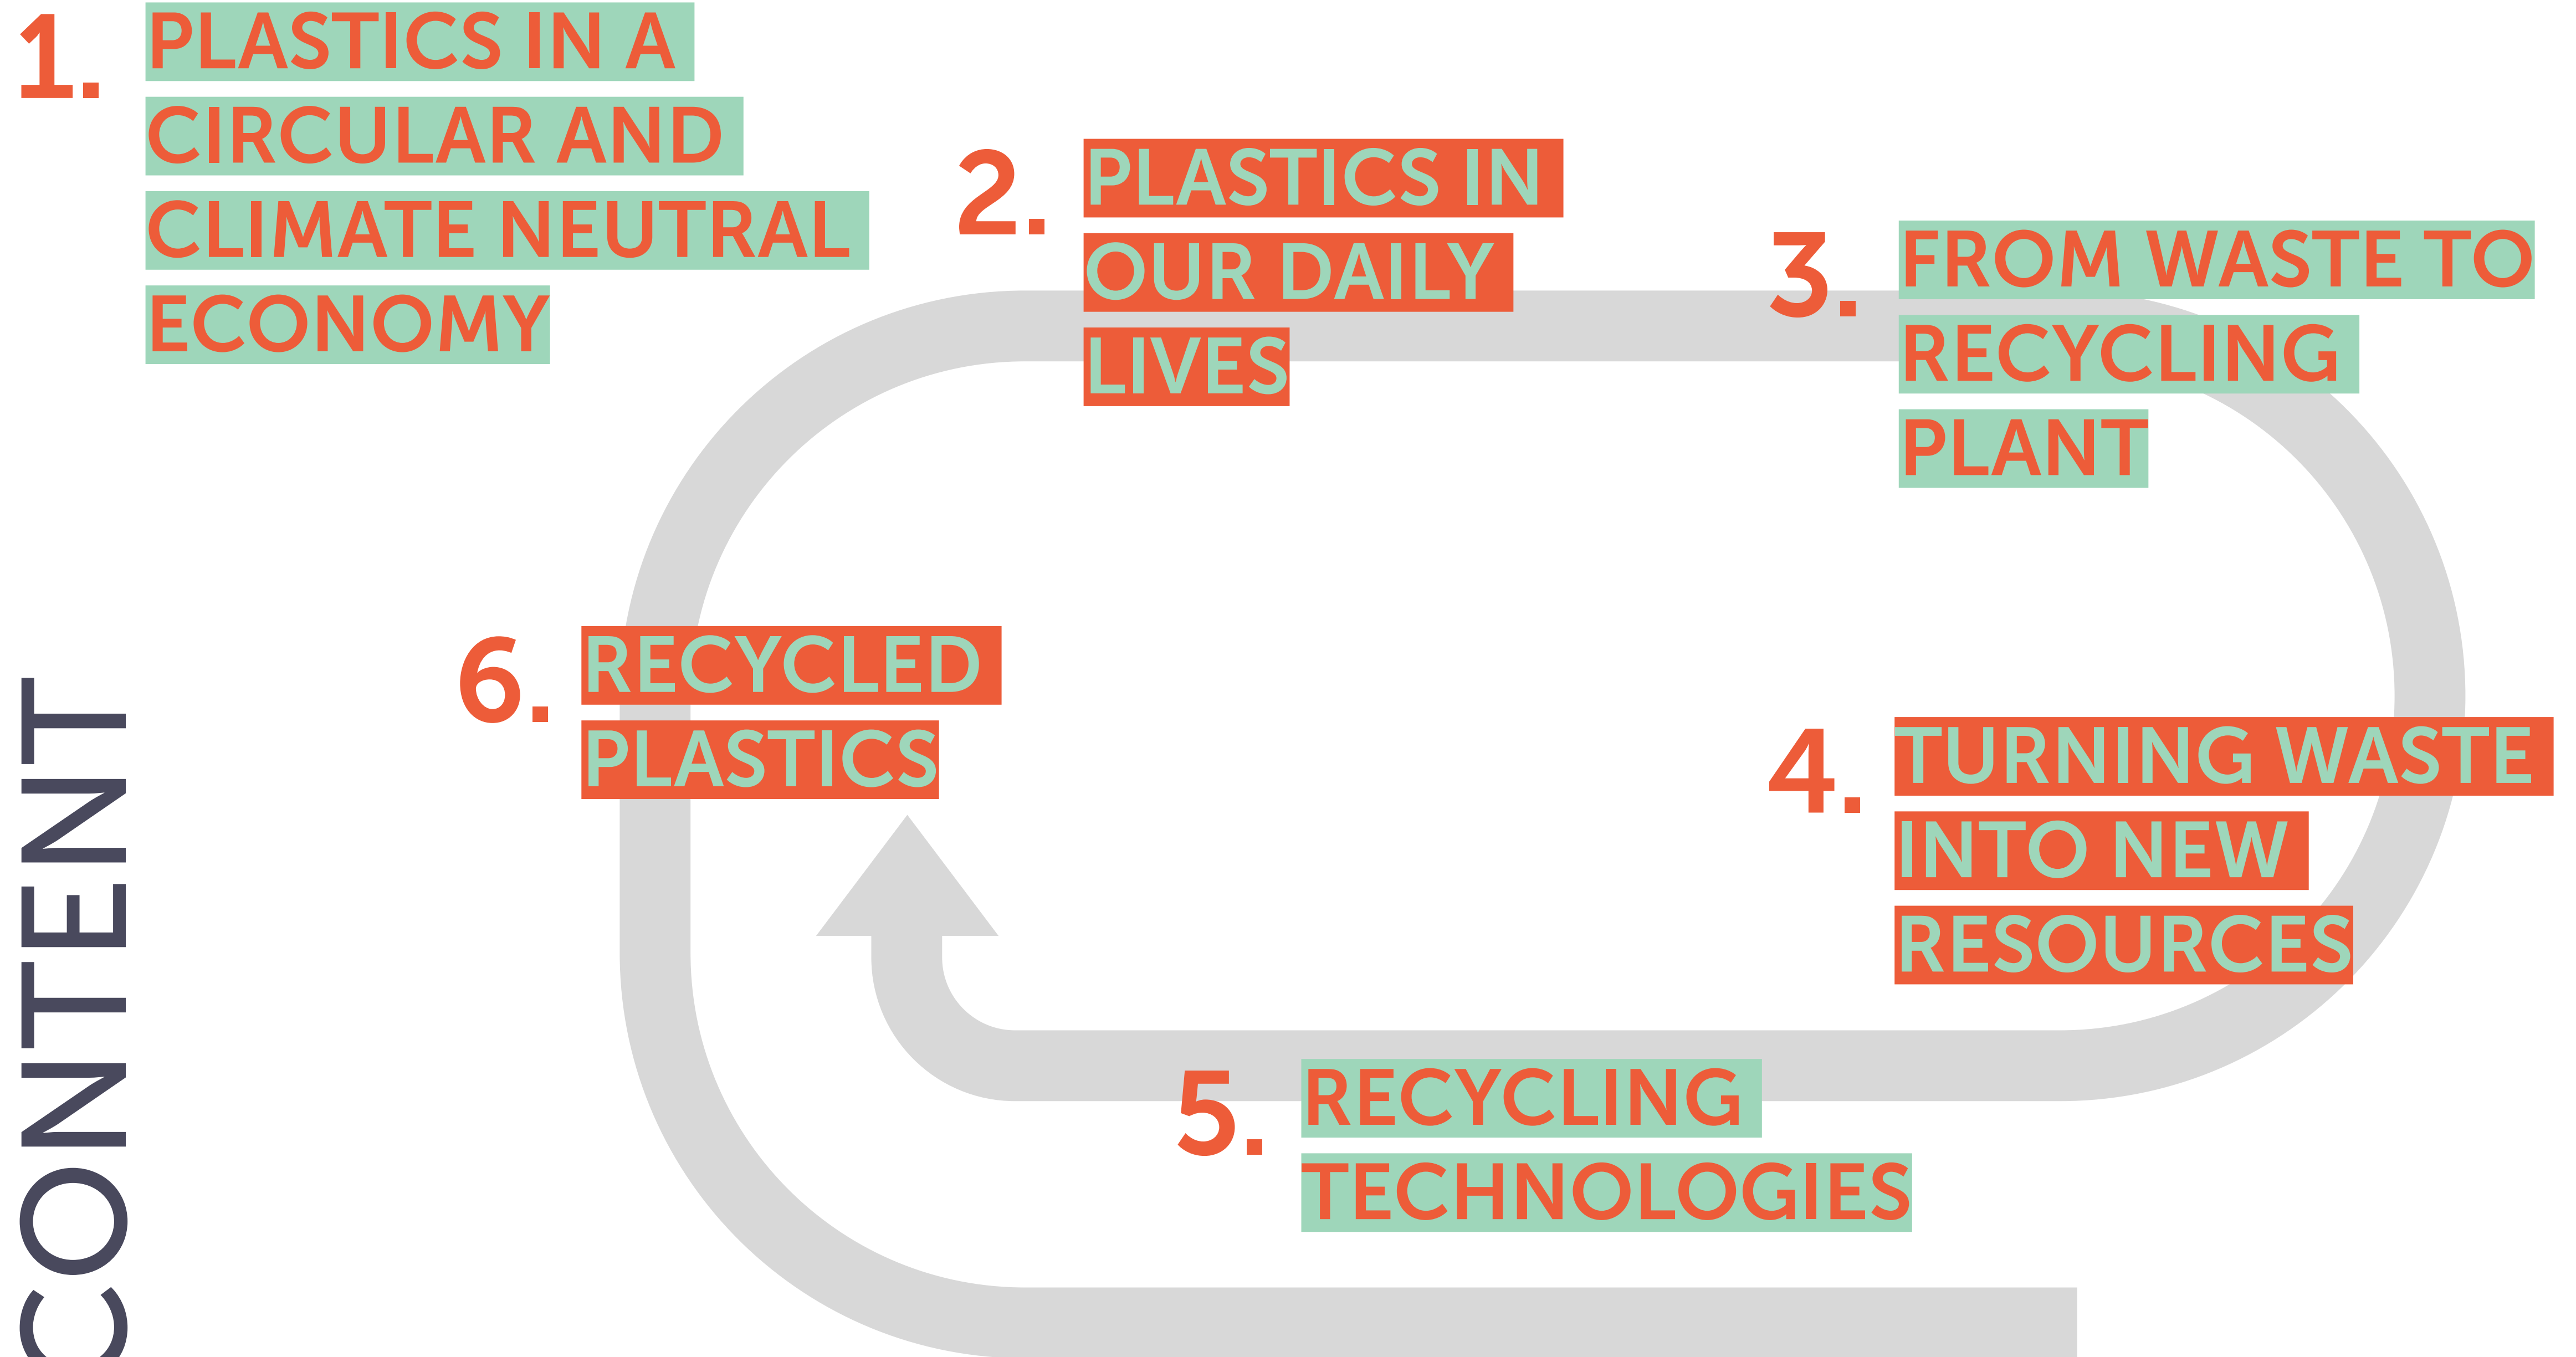 1.
PLASTICS IN A
CIRCULAR AND
CLIMATE NEUTRAL
ECONOMY
2.
PLASTICS IN
OUR DAILY
LIVES
3.
FROM WASTE TO
RECYCLING
PLANT
4.
TURNING WASTE
INTO NEW
RESOURCES
5.
RECYCLING
TECHNOLOGIES
6.
RECYCLED
PLASTICS
CONTENT